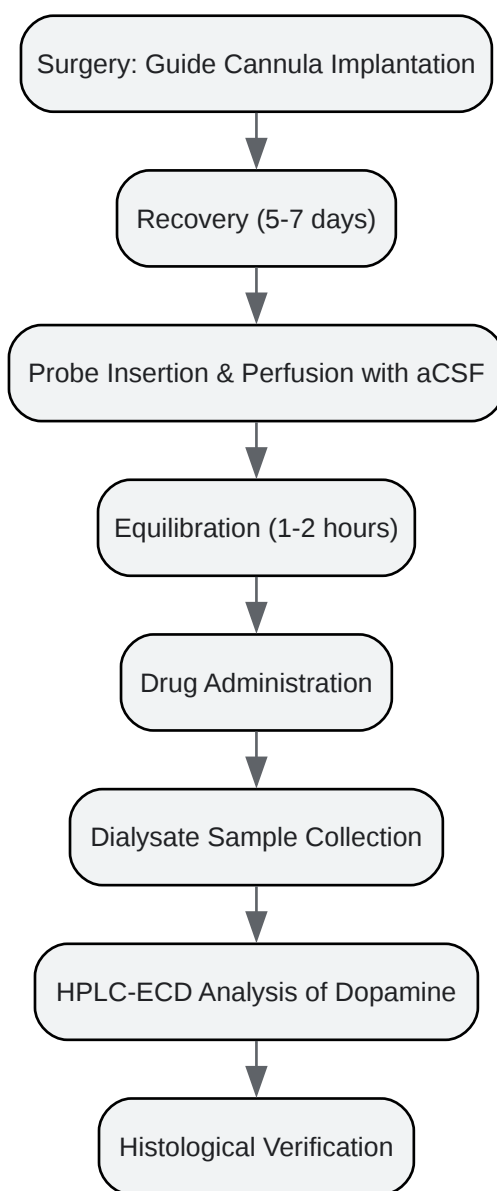 Surgery: Guide Cannula Implantation
Recovery (5-7 days)
Probe Insertion & Perfusion with aCSF
Equilibration (1-2 hours)
Drug Administration
Dialysate Sample Collection
HPLC-ECD Analysis of Dopamine
Histological Verification